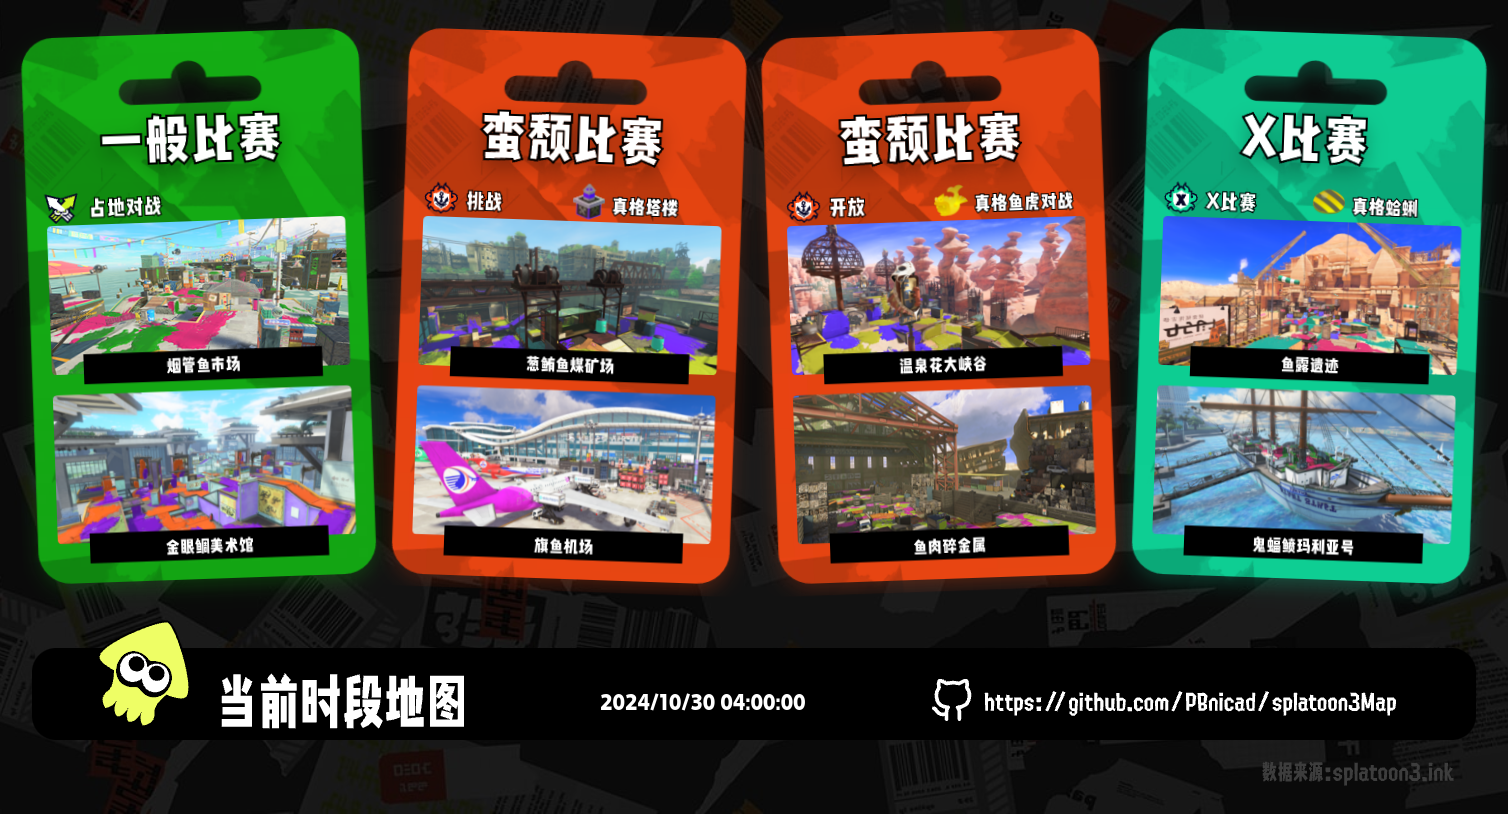 一般比赛
占地对战
烟管鱼市场
金眼鲷美术馆
蛮颓比赛
挑战
真格塔楼
葱鲔鱼煤矿场
旗鱼机场
蛮颓比赛
开放
真格鱼虎对战
温泉花大峡谷
鱼肉碎金属
X比赛
X比赛
真格蛤蜊
鱼露遗迹
鬼蝠鲼玛利亚号
当前时段地图
2024/10/30 04:00:00
https://github.com/PBnicad/splatoon3Map
数据来源:splatoon3.ink